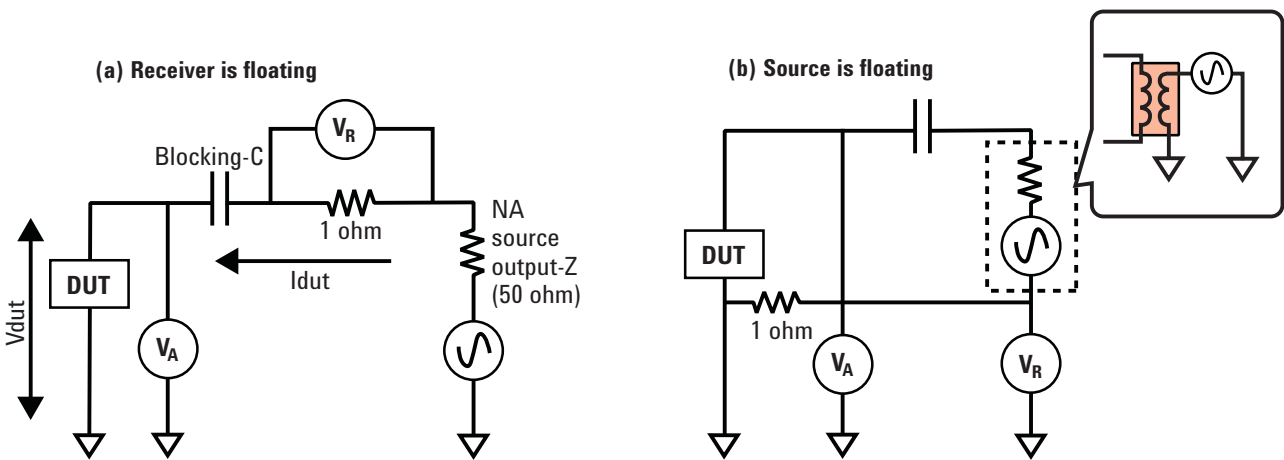 (a) Receiver is floating
VR
Blocking-C
1 ohm
NA
source
output-Z
(50 ohm)
Idut
DUT
Vdut
VA
(b) Source is floating
DUT
1 ohm
VA
VR